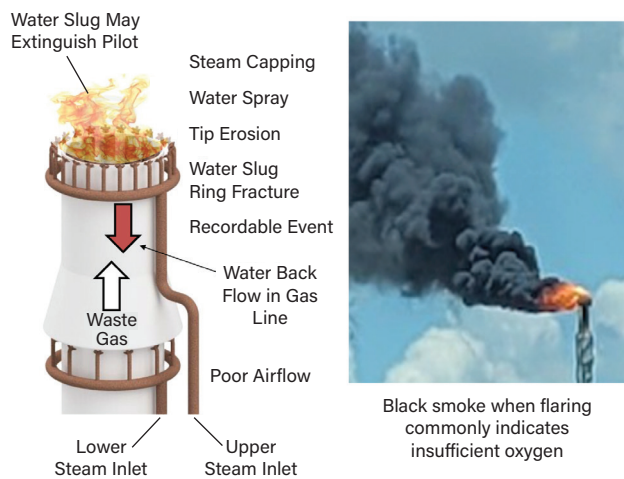 Water Slug May
Extinguish Pilot
Steam Capping
Water Spray
Tip Erosion
Water Slug
Ring Fracture
Recordable Event
Water Back
Flow in Gas
Line
Waste
Gas
Poor Airflow
Lower
Steam Inlet
Upper
Steam Inlet
Black smoke when flaring
commonly indicates
insufficient oxygen